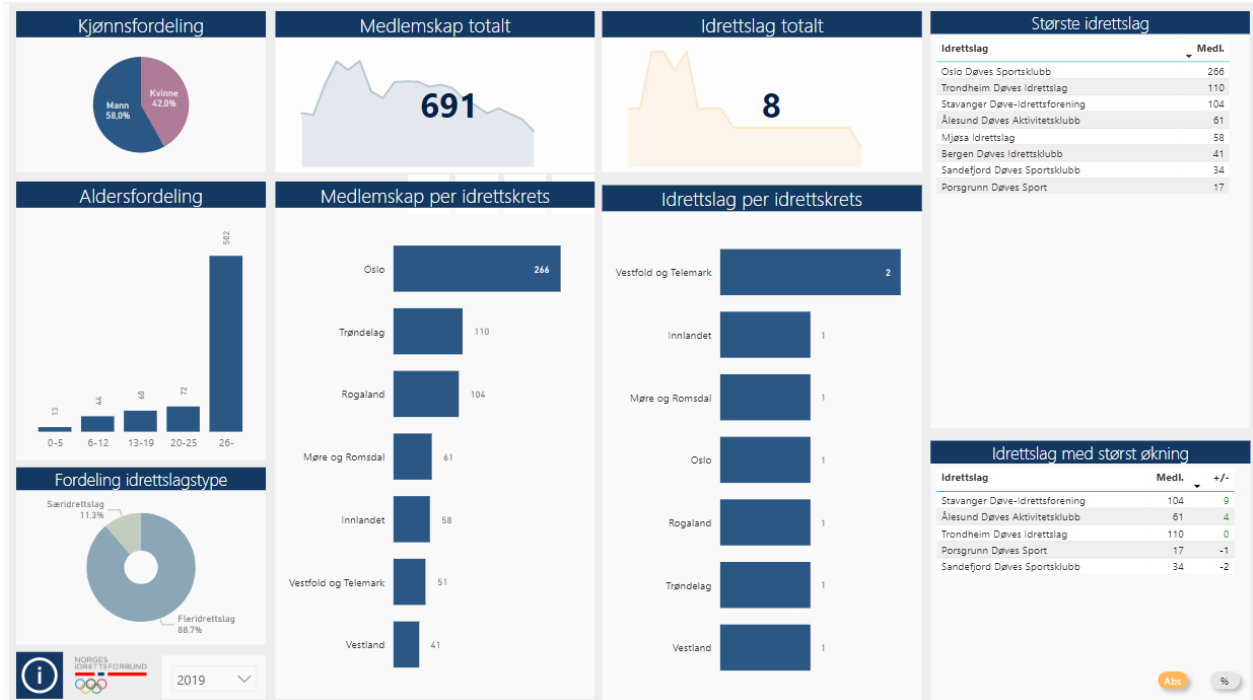 Kjønnsfordeling
Mann
58,0%
Kvinne
42,0%
Medlemskap totalt
691
Idrettslag totalt
8
Største idrettslag
Idrettslag Medl.
Oslo Døves Sportsklubb 266
Trondheim Døves Idrettslag 110
Stavanger Døve-Idrettsforening 104
Ålesund Døves Aktivitetsklubb 61
Mjøsa Idrettslag 58
Bergen Døves Idrettsklubb 41
Sandefjord Døves Sportsklubb 34
Porsgrunn Døves Sport 17
Aldersfordeling
13 44 60 72 502
0-5 6-12 13-19 20-25 26-
Medlemskap per idrettskrets
Oslo 266
Trøndelag 110
Rogaland 104
Møre og Romsdal 61
Innlandet 58
Vestfold og Telemark 51
Vestland 41
Idrettslag per idrettskrets
Vestfold og Telemark 2
Innlandet 1
Møre og Romsdal 1
Oslo 1
Rogaland 1
Trøndelag 1
Vestland 1
Idrettslag med størst økning
Idrettslag Medl. +/-
Stavanger Døve-Idrettsforening 104 9
Ålesund Døves Aktivitetsklubb 61 4
Trondheim Døves Idrettslag 110 0
Porsgrunn Døves Sport 17 -1
Sandefjord Døves Sportsklubb 34 -2
Fordeling idrettslagstype
Særidrettslag
11,3%
Fleridrettslag
88,7%
i
NORGES
IDRETTSFORBUND
2019
Abs %